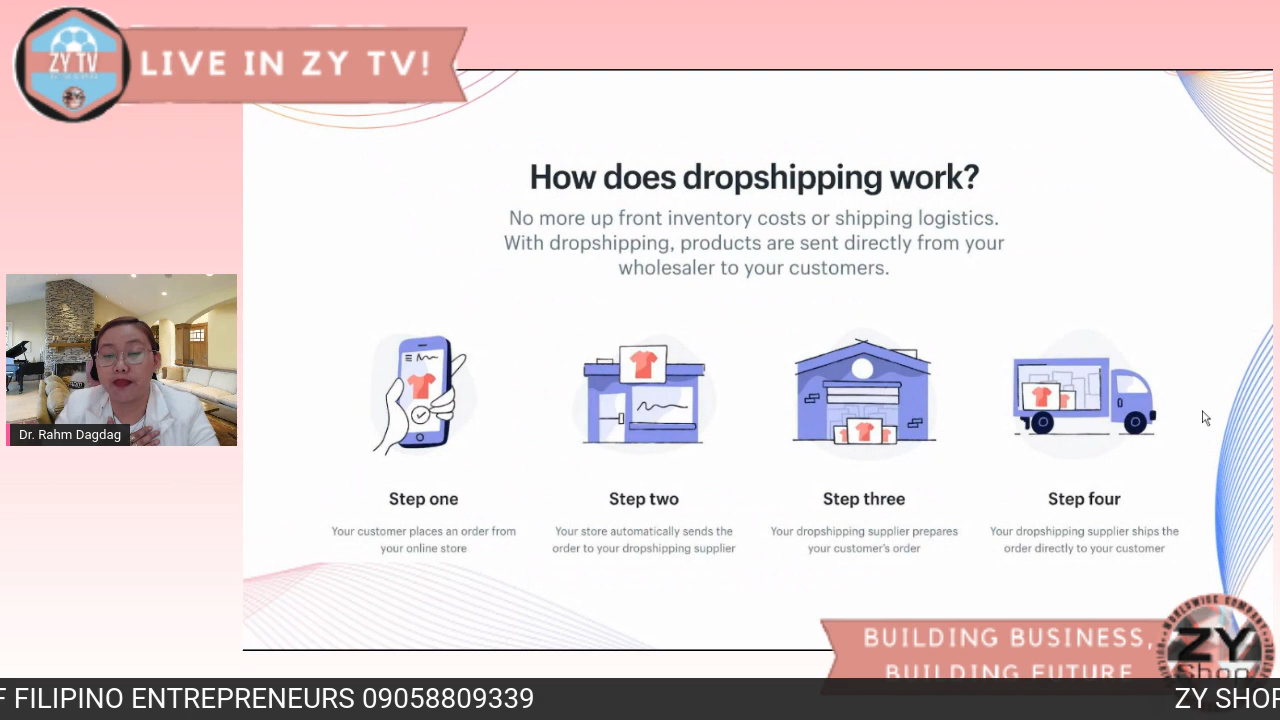 ZY TV
LIVE IN ZY TV!
How does dropshipping work?
No more up front inventory costs or shipping logistics.
With dropshipping, products are sent directly from your
wholesaler to your customers.
Step one
Your customer places an order from
your online store
Step two
Your store automatically sends the
order to your dropshipping supplier
Step three
Your dropshipping supplier prepares
your customer's order
Step four
Your dropshipping supplier ships the
order directly to your customer
Dr. Rahm Dagdag
BUILDING BUSINESS,
BUILDING FUTURE
WORLDWIDE COMPANY
ZY
Shop
F FILIPINO ENTREPRENEURS 09058809339
ZY SHOP